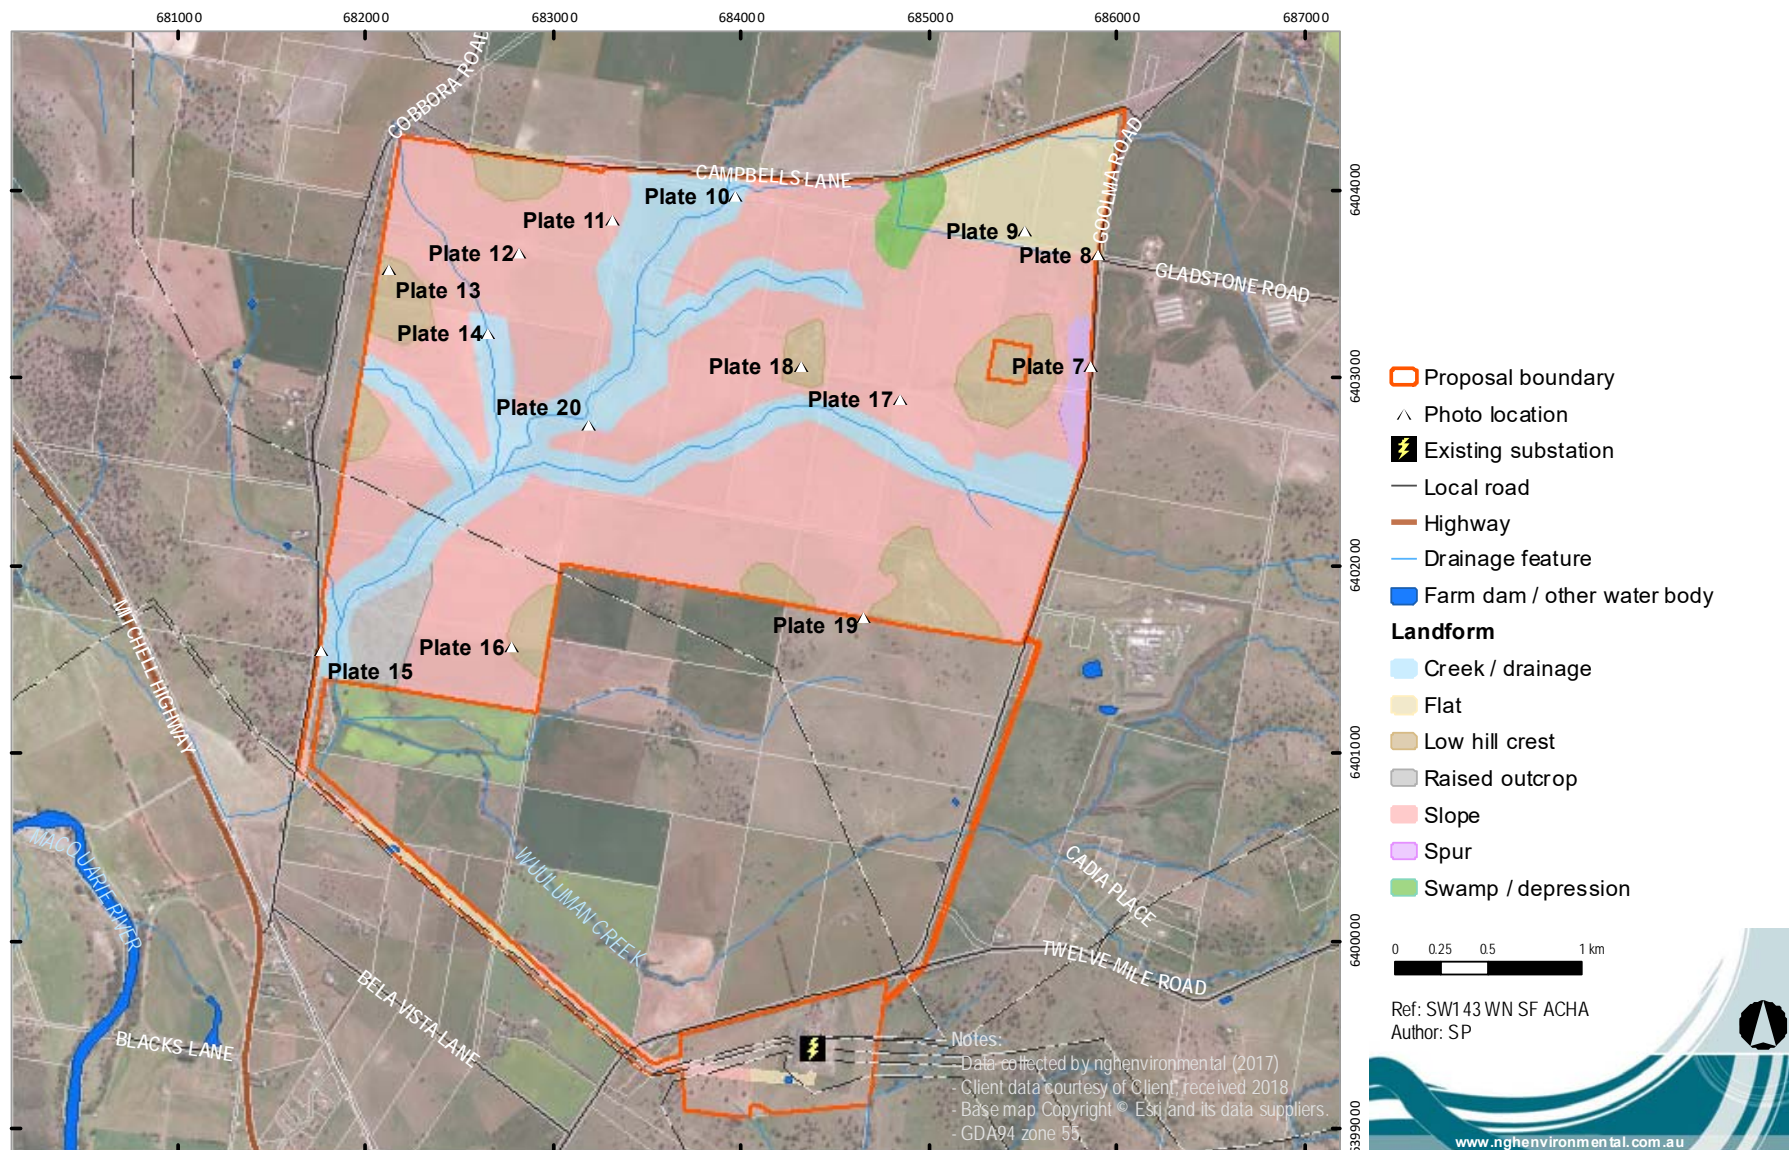 681000 682000 683000 684000 685000 686000 687000
COBBORA ROAD
CAMPBELLS LANE
GOOLMA ROAD
GLADSTONE ROAD
6404000
6403000
6402000
6401000
6400000
6399000
Plate 10
Plate 11
Plate 12
Plate 9
Plate 8
Plate 13
Plate 14
Plate 18
Plate 7
Plate 17
Plate 20
Plate 19
Plate 16
Plate 15
MITCHELL HIGHWAY
MACQUARIE RIVER
WUULUMAN CREEK
CADIA PLACE
TWELVE MILE ROAD
BELA VISTA LANE
BLACKS LANE
Notes:
- Data collected by nghenvironmental (2017)
- Client data courtesy of Client, received 2018
- Base map Copyright © Esri and its data suppliers.
- GDA94 zone 55
Proposal boundary
Photo location
Existing substation
Local road
Highway
Drainage feature
Farm dam / other water body
Landform
Creek / drainage
Flat
Low hill crest
Raised outcrop
Slope
Spur
Swamp / depression
0 0.25 0.5 1 km
Ref: SW143 WN SF ACHA
Author: SP
www.nghenvironmental.com.au